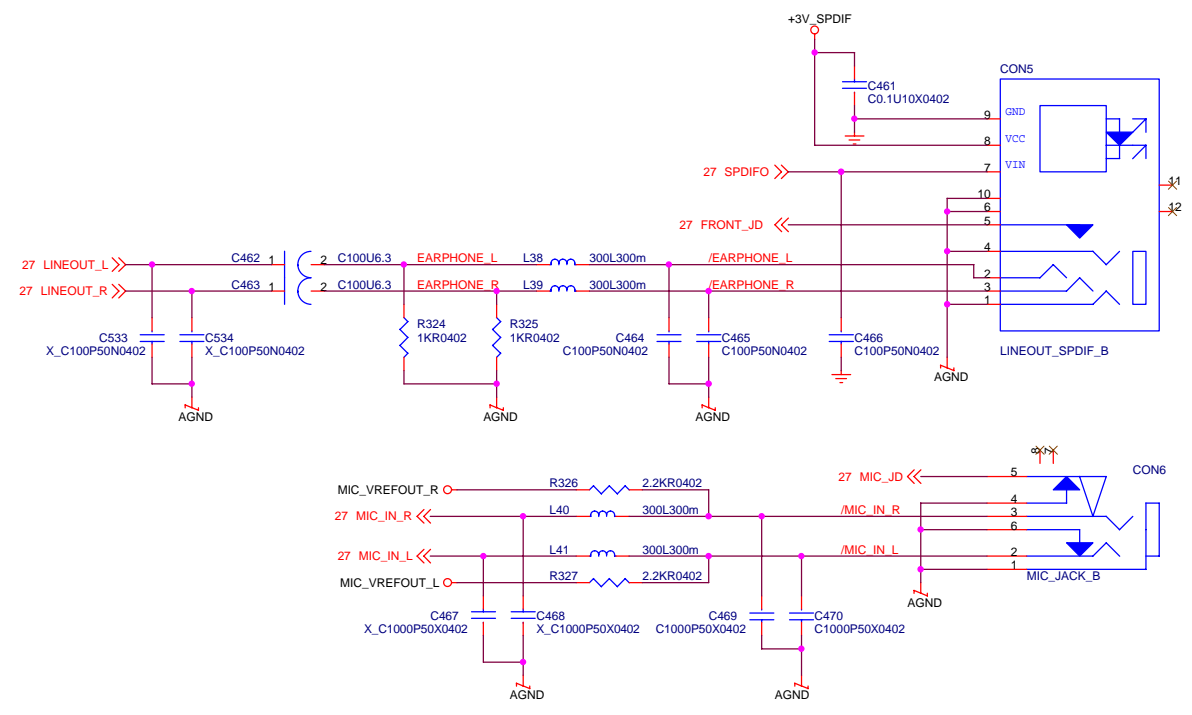 +3V_SPDIF
CON5
C461
C0.1U10X0402
9 GND
8 VCC
27 SPDIFO 7 VIN
11
10
12
6
27 FRONT_JD 5
4
27 LINEOUT_L C462 1 2 C100U6.3 EARPHONE_L L38 300L300m /EARPHONE_L
2
27 LINEOUT_R C463 1 2 C100U6.3 EARPHONE_R L39 300L300m /EARPHONE_R 3
1
C533 C534 R324 R325 C464 C465 C466
X_C100P50N0402 X_C100P50N0402 1KR0402 1KR0402 C100P50N0402 C100P50N0402 C100P50N0402
LINEOUT_SPDIF_B
AGND
AGND AGND AGND
8 7
27 MIC_JD 5 CON6
MIC_VREFOUT_R R326 2.2KR0402
4
27 MIC_IN_R L40 300L300m /MIC_IN_R 3
6
27 MIC_IN_L L41 300L300m /MIC_IN_L 2
1
MIC_VREFOUT_L R327 2.2KR0402 MIC_JACK_B
AGND
C467 C468 C469 C470
X_C1000P50X0402 X_C1000P50X0402 C1000P50X0402 C1000P50X0402
AGND AGND